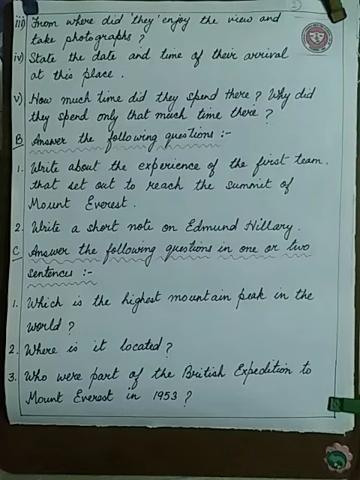 iii) From where did 'they' enjoy the view and
take photographs?
iv) State the date and time of their arrival
at this place.
v) How much time did they spend there? Why did
they spend only that much time there?
B Answer the following questions :-
1. Write about the experience of the first team
that set out to reach the summit of
Mount Everest.
2. Write a short note on Edmund Hillary.
C Answer the following questions in one or two
sentences :-
1. Which is the highest mountain peak in the
world?
2. Where is it located?
3. Who were part of the British Expedition to
Mount Everest in 1953?